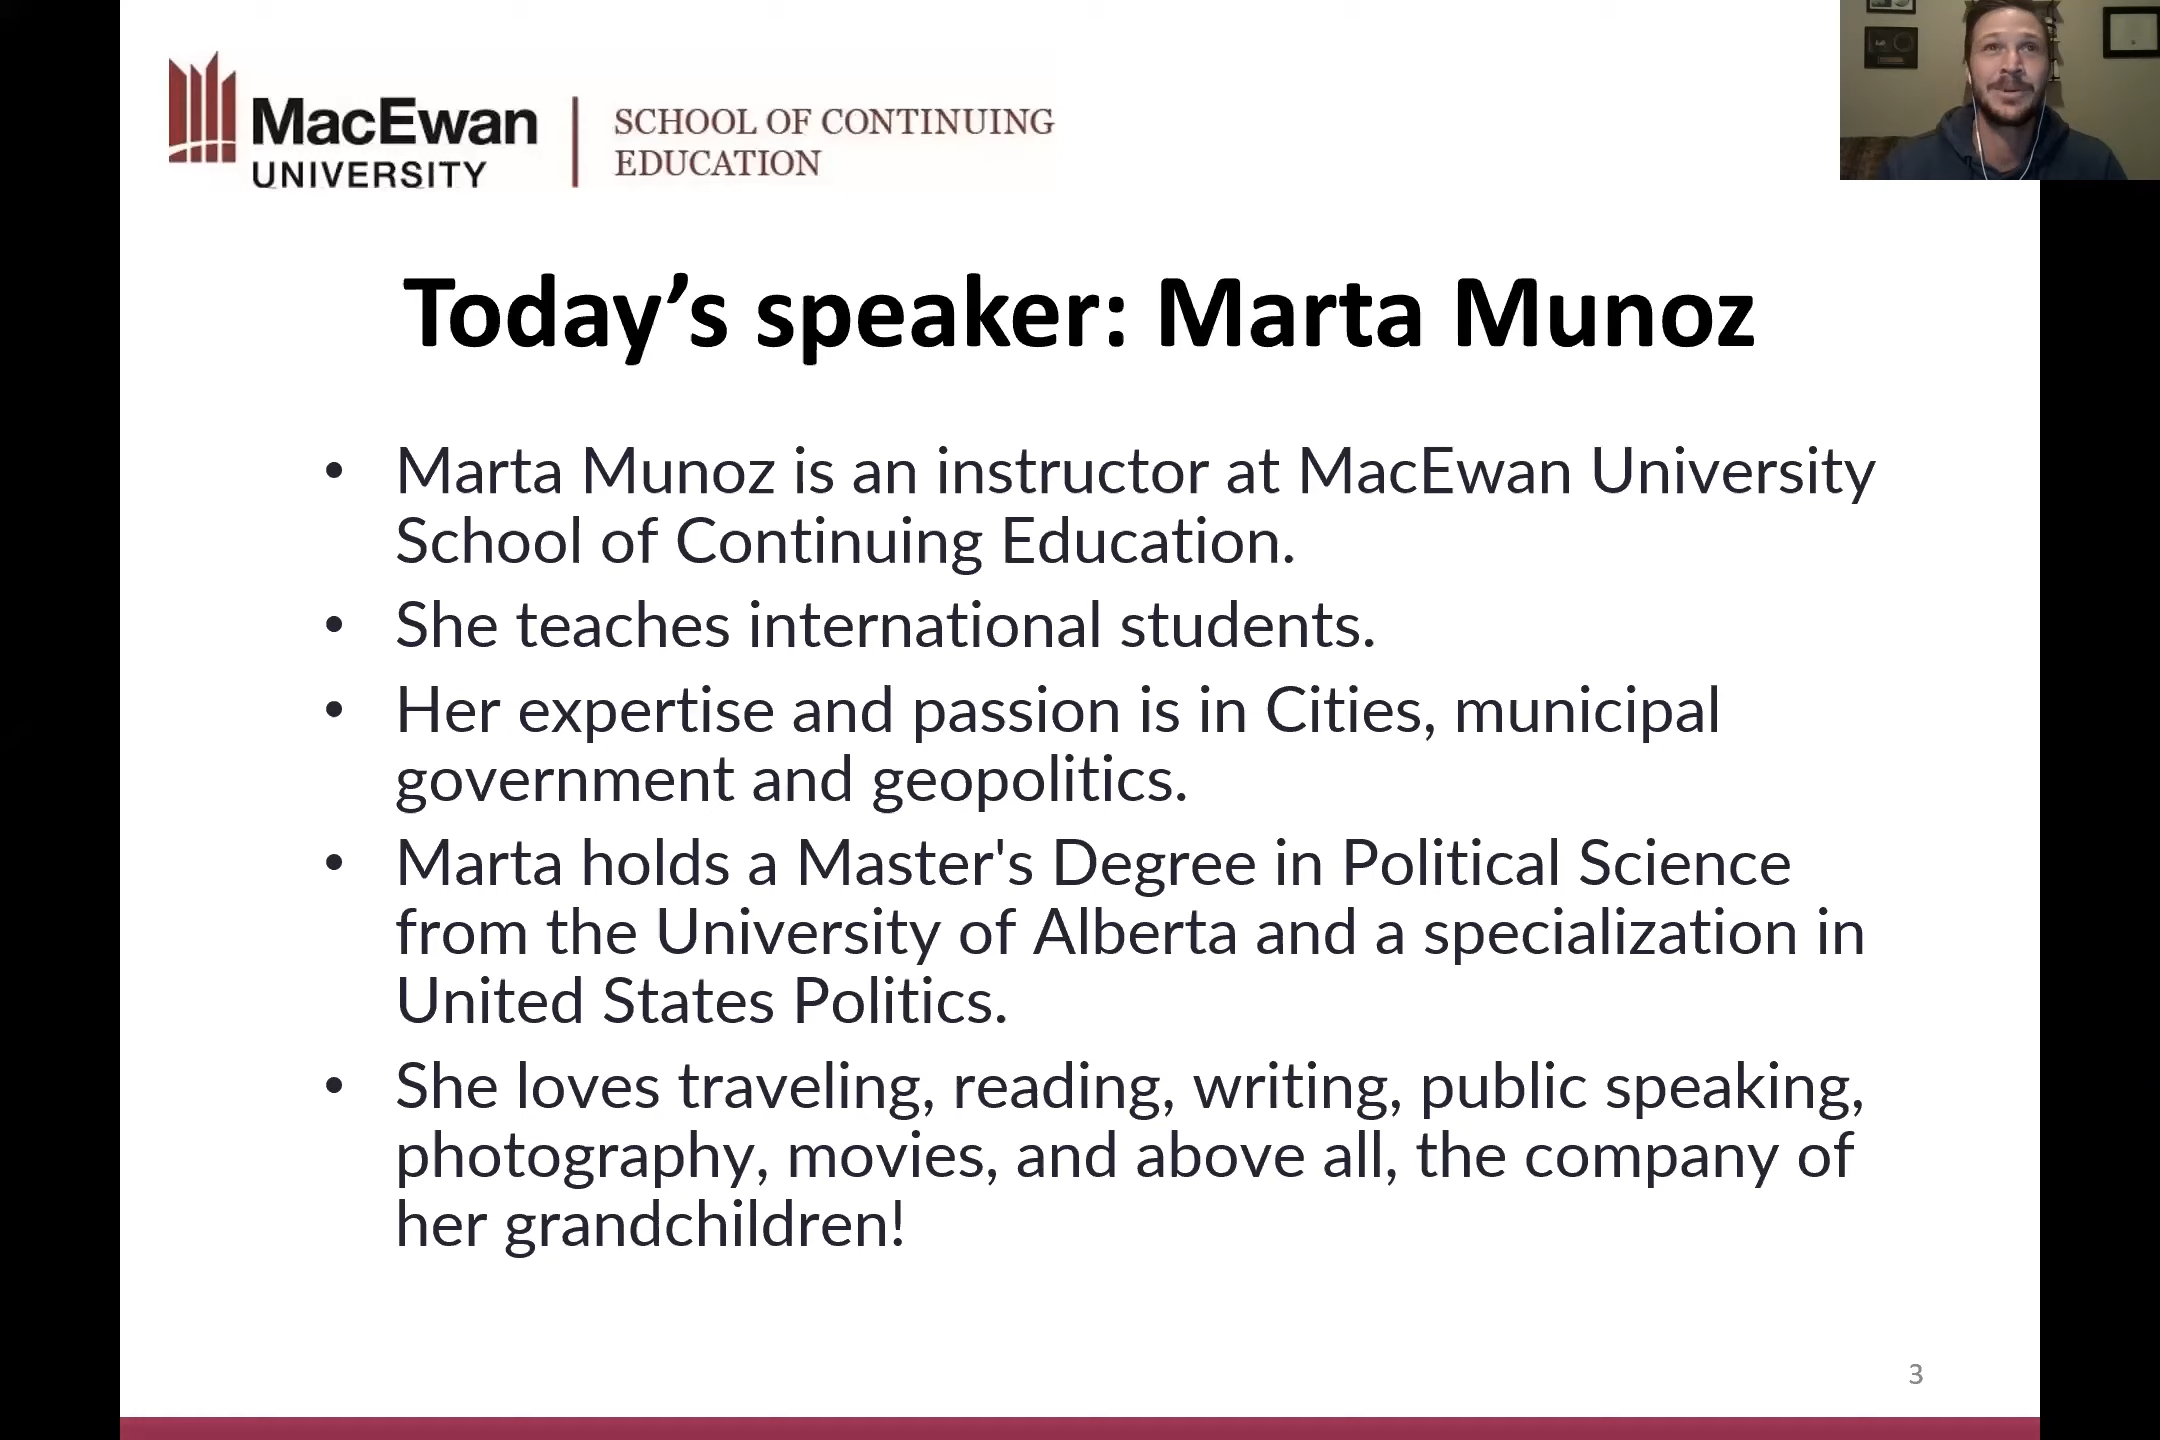 MacEwan
UNIVERSITY
SCHOOL OF CONTINUING
EDUCATION
Today’s speaker: Marta Munoz
• Marta Munoz is an instructor at MacEwan University
School of Continuing Education.
• She teaches international students.
• Her expertise and passion is in Cities, municipal
government and geopolitics.
• Marta holds a Master's Degree in Political Science
from the University of Alberta and a specialization in
United States Politics.
• She loves traveling, reading, writing, public speaking,
photography, movies, and above all, the company of
her grandchildren!
3